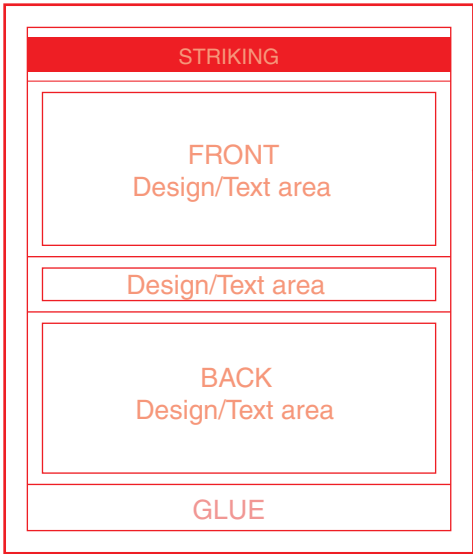 STRIKING
FRONT
Design/Text area
Design/Text area
BACK
Design/Text area
GLUE